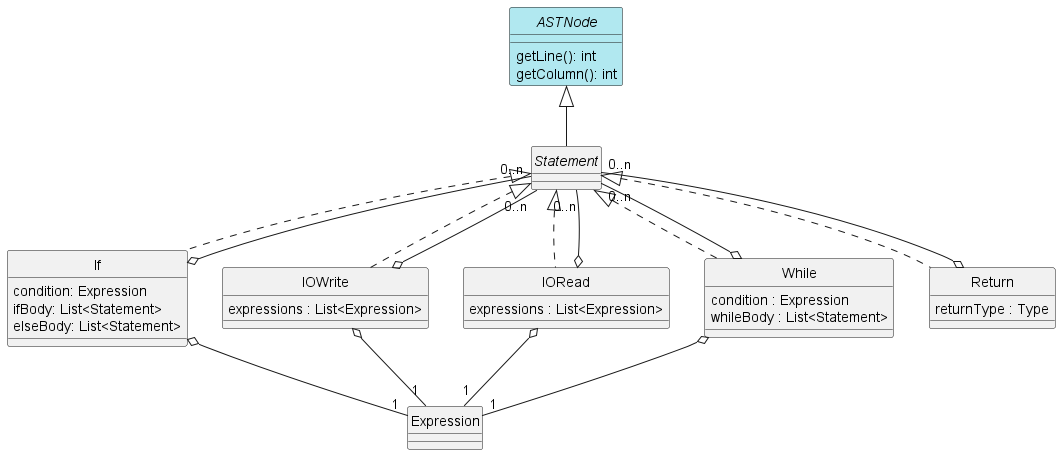 ASTNode
getLine(): int
getColumn(): int
Statement
0..n
0..n
0..n
0..n
0..n
If
condition: Expression
ifBody: List<Statement>
elseBody: List<Statement>
IOWrite
expressions : List<Expression>
IORead
expressions : List<Expression>
While
condition : Expression
whileBody : List<Statement>
Return
returnType : Type
1
1
1
1
Expression